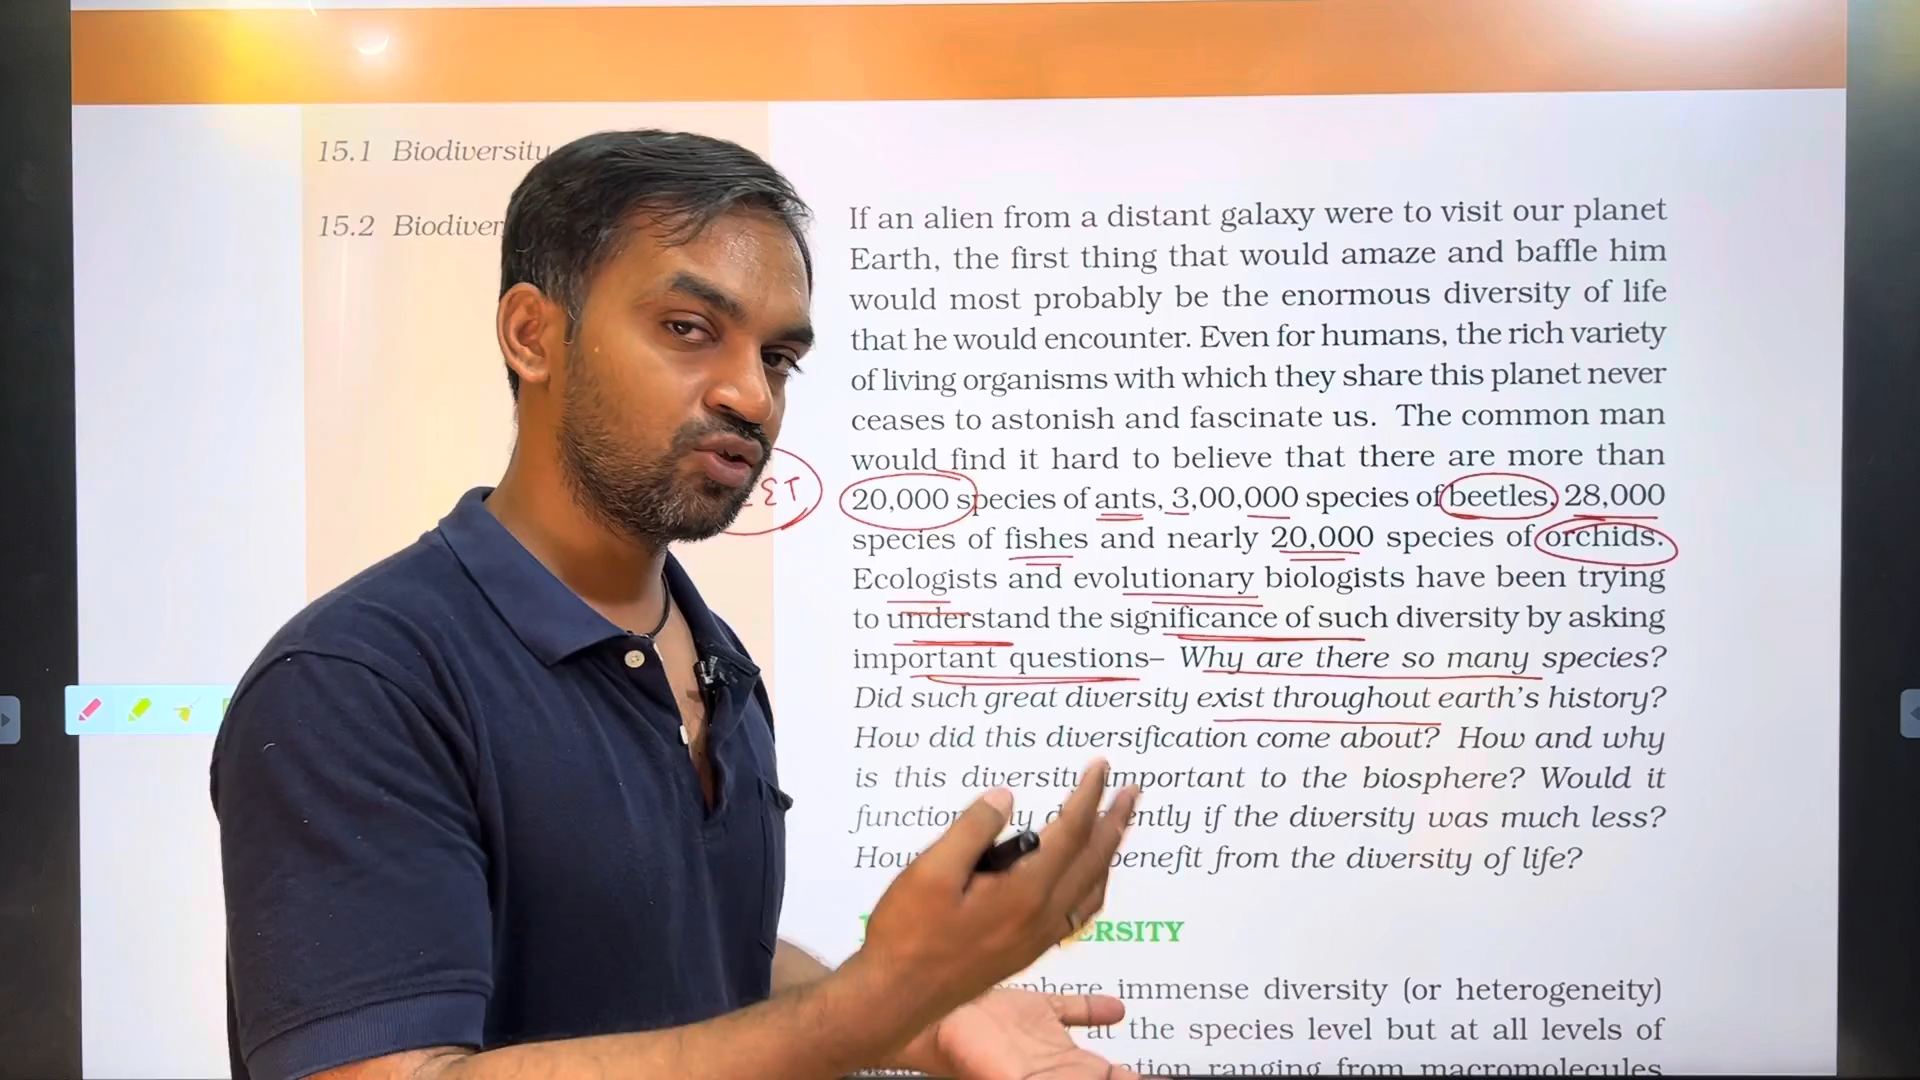 15.1 Biodiversity
15.2
If an alien from a distant galaxy were to visit our planet
Earth, the first thing that would amaze and baffle him
would most probably be the enormous diversity of life
that he would encounter. Even for humans, the rich variety
of living organisms with which they share this planet never
ceases to astonish and fascinate us. The common man
would find it hard to believe that there are more than
20,000 species of ants, 3,00,000 species of beetles, 28,000
species of fishes and nearly 20,000 species of orchids.
Ecologists and evolutionary biologists have been trying
to understand the significance of such diversity by asking
important questions– Why are there so many species?
Did such great diversity exist throughout earth's history?
How did this diversification come about? How and why
is this diversity important to the biosphere? Would it
if the diversity was much less?
benefit from the diversity of life?
immense diversity (or heterogeneity)
at the species level but at all levels of
ranging from macromolecules